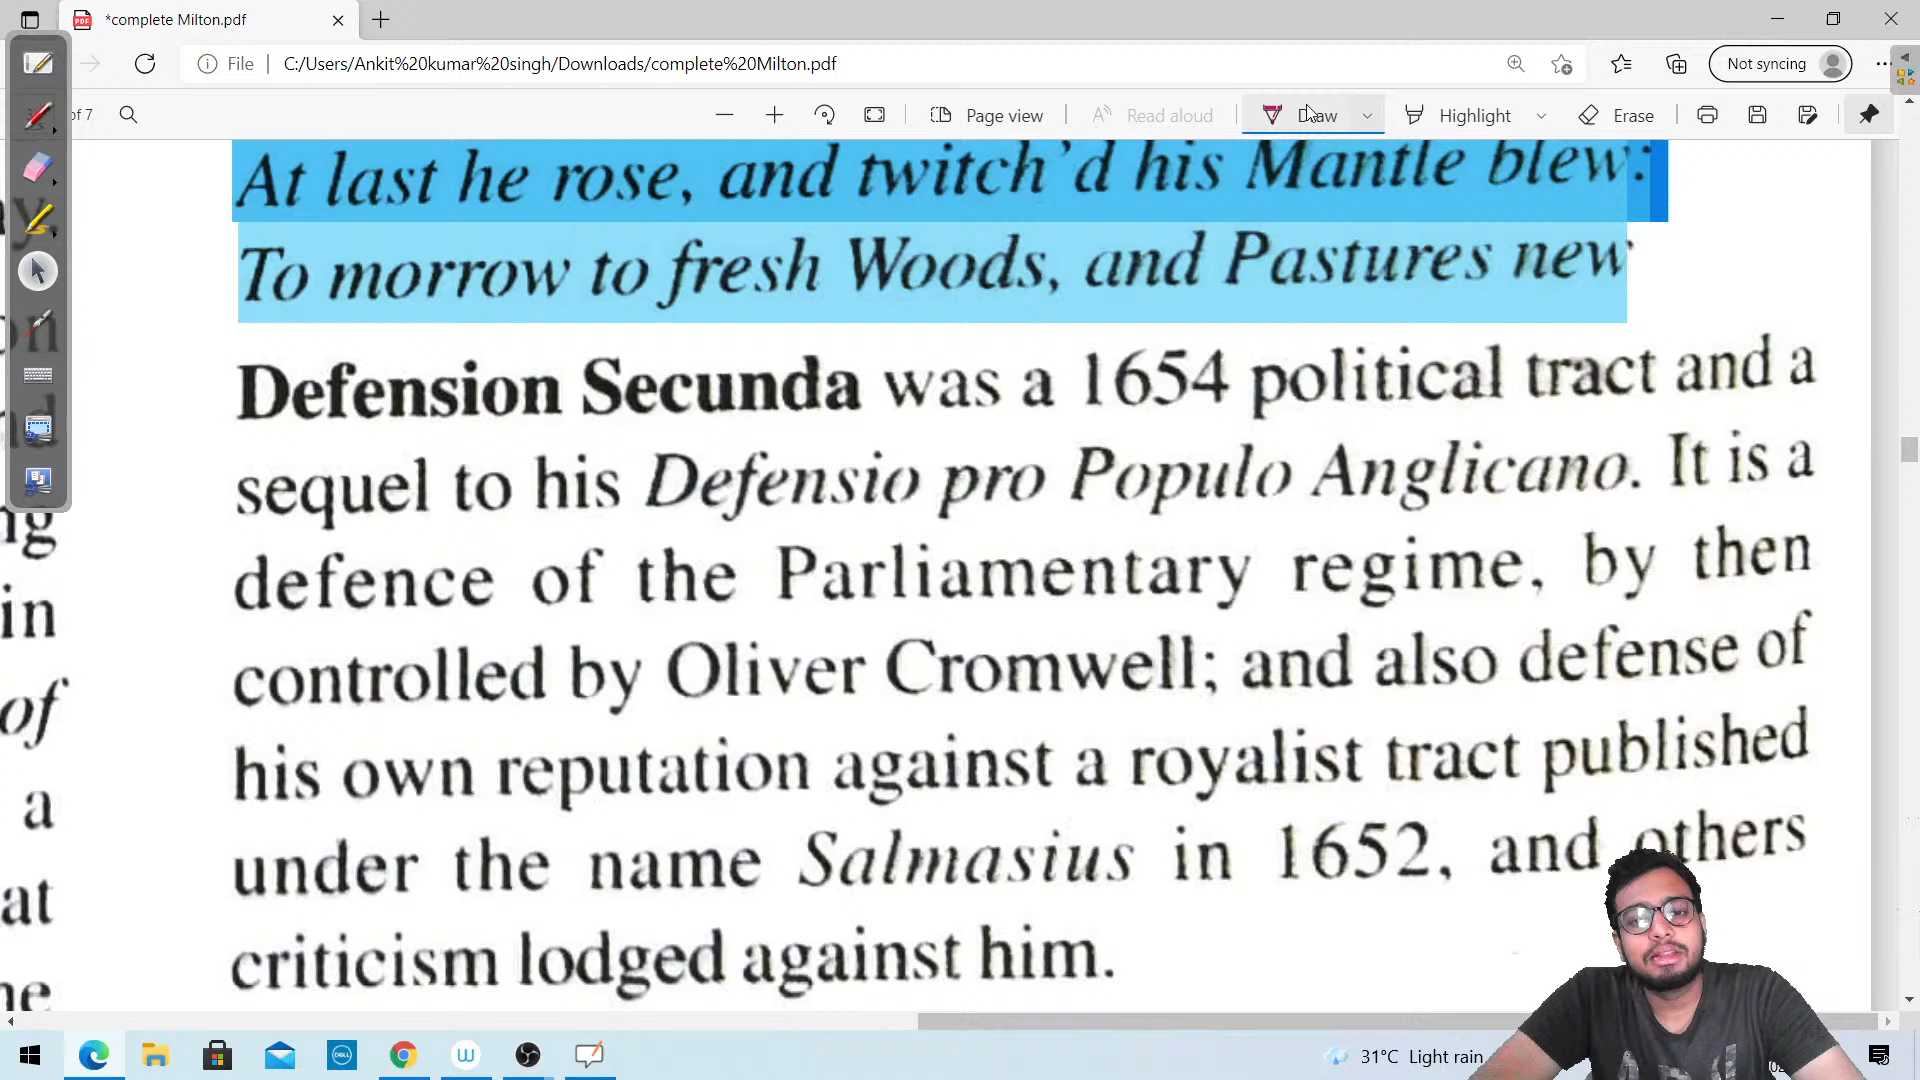 *complete Milton.pdf
File
C:/Users/Ankit%20kumar%20singh/Downloads/complete%20Milton.pdf
Not syncing
of 7
Page view
Read aloud
Draw
Highlight
Erase
At last he rose, and twitch'd his Mantle blew:
To morrow to fresh Woods, and Pastures new
Defension Secunda was a 1654 political tract and a
sequel to his Defensio pro Populo Anglicano. It is a
defence of the Parliamentary regime, by then
controlled by Oliver Cromwell; and also defense of
his own reputation against a royalist tract published
under the name Salmasius in 1652, and others
criticism lodged against him.
in
of
a
at
31°C Light rain